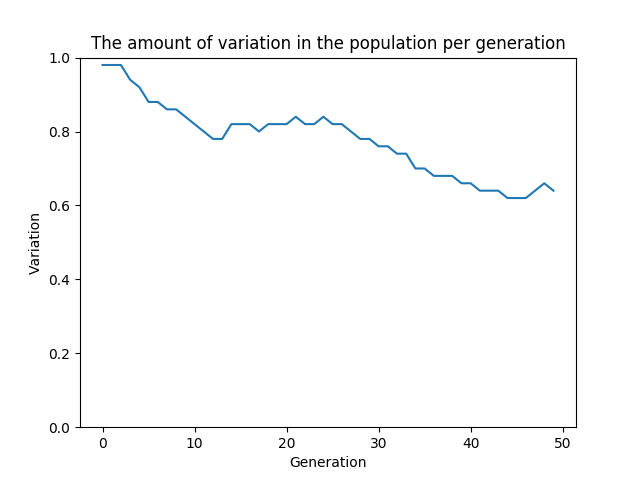 The amount of variation in the population per generation
1.0
0.8
0.6
0.4
0.2
0.0
Variation
0 10 20 30 40 50
Generation